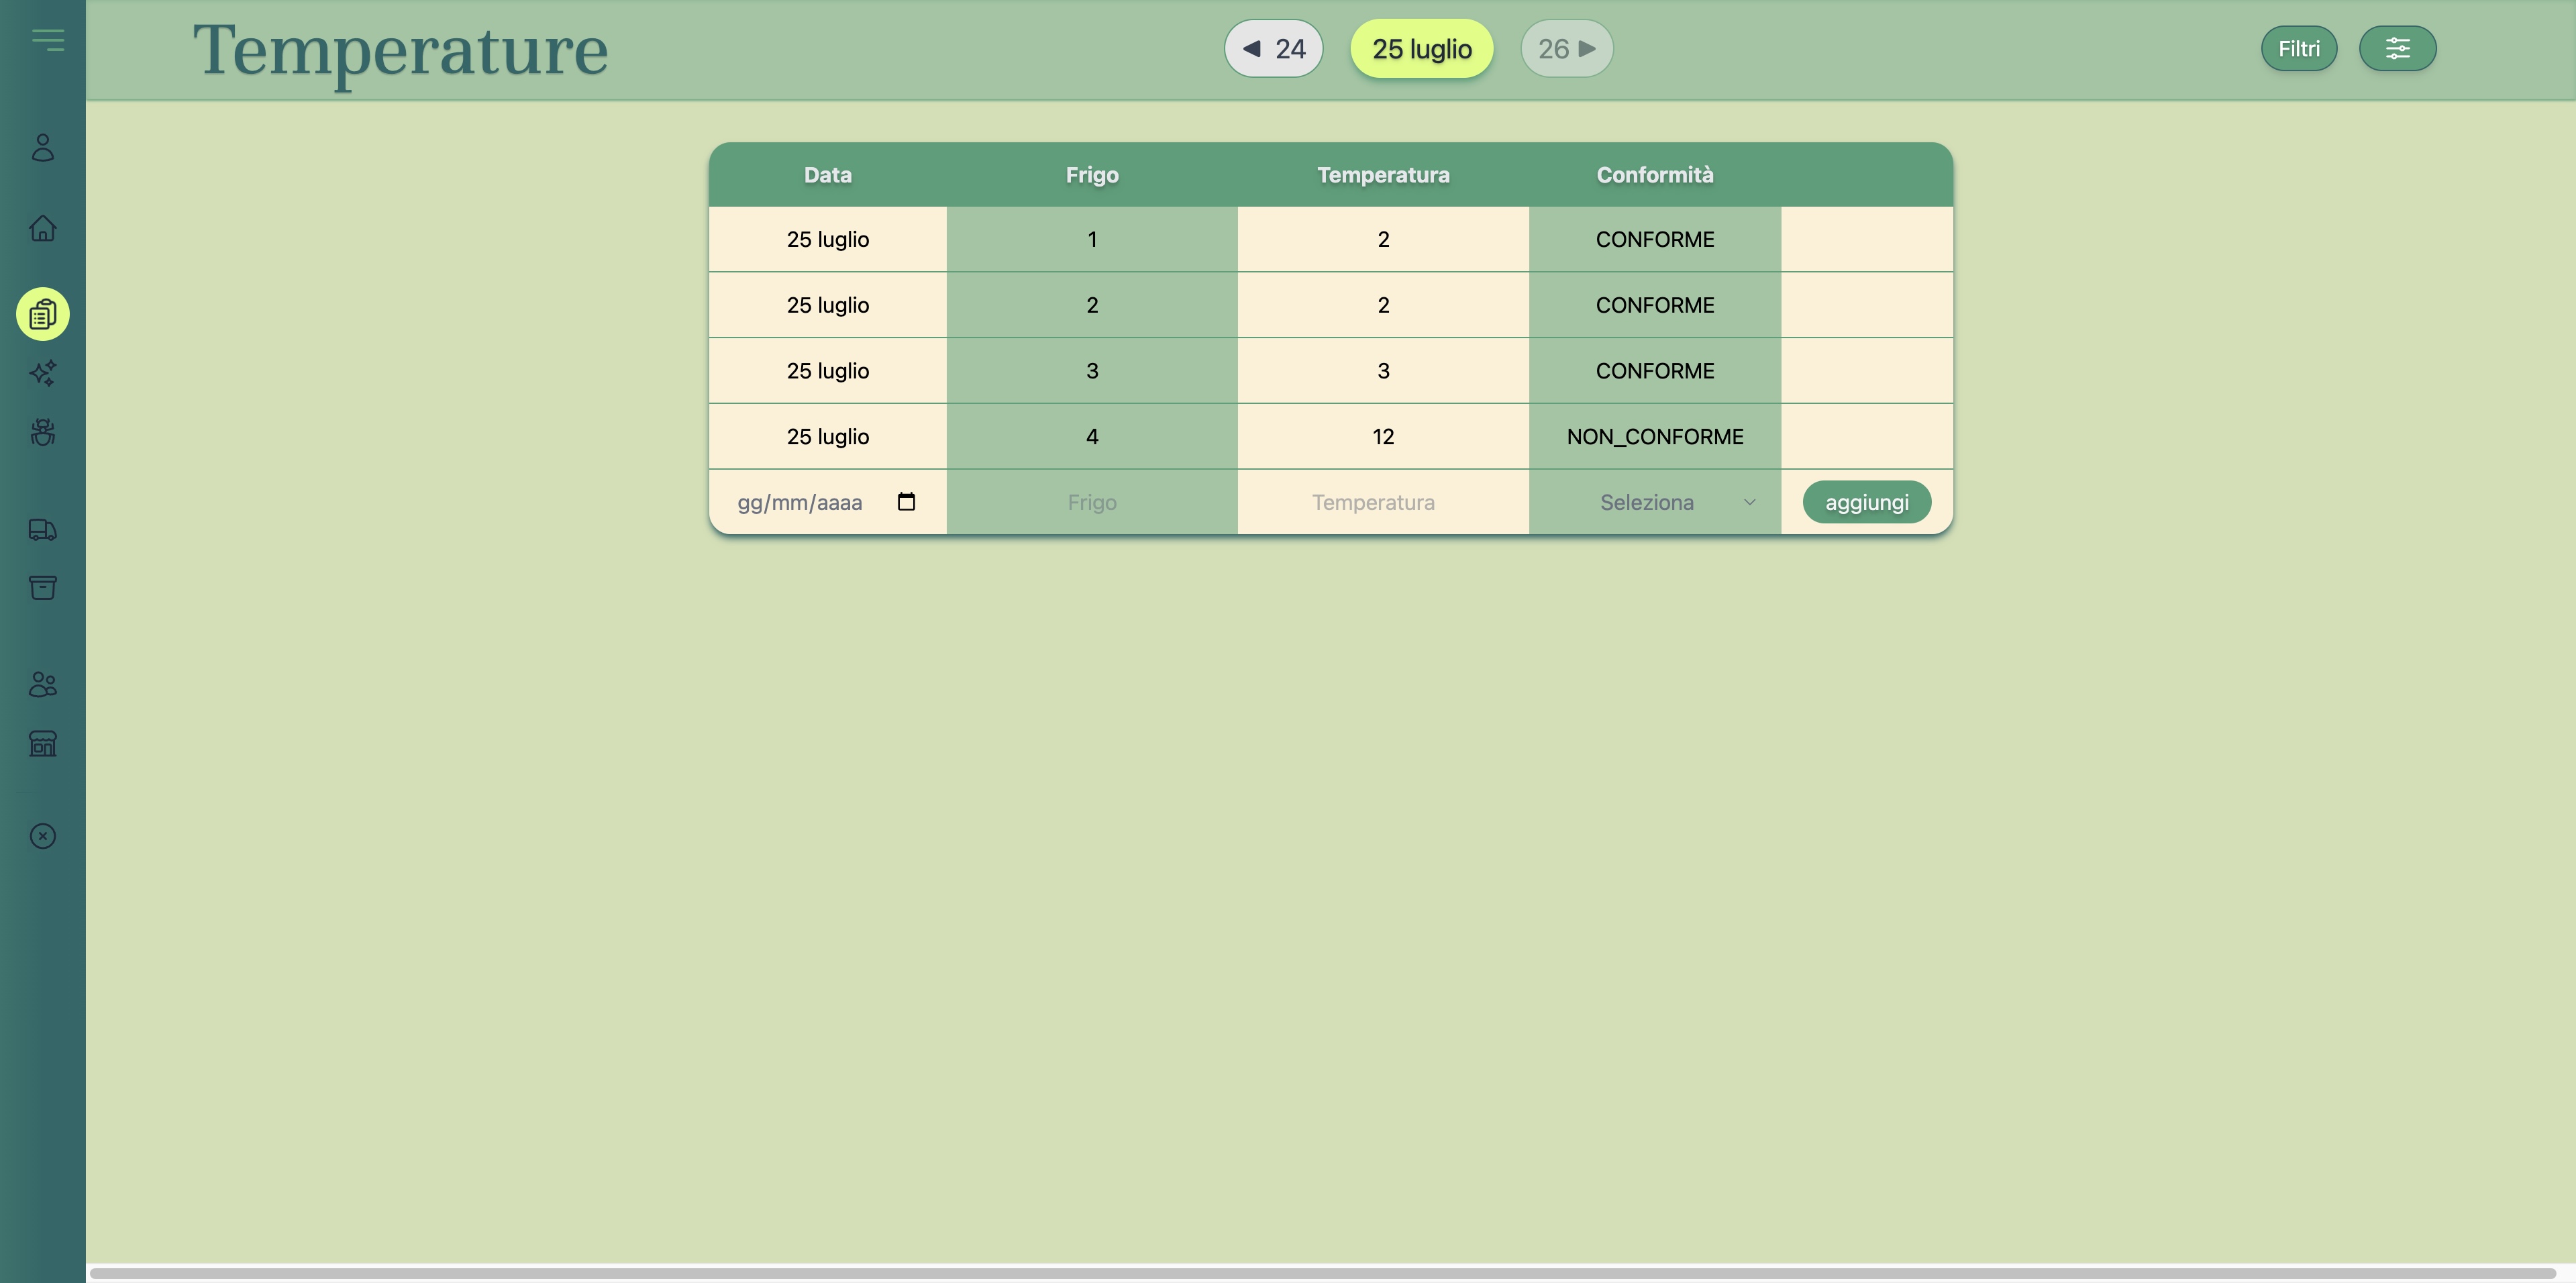 Temperature
◀ 24
25 luglio
26 ▶
Filtri
Data Frigo Temperatura Conformità
25 luglio 1 2 CONFORME
25 luglio 2 2 CONFORME
25 luglio 3 3 CONFORME
25 luglio 4 12 NON_CONFORME
gg/mm/aaaa Frigo Temperatura Seleziona aggiungi